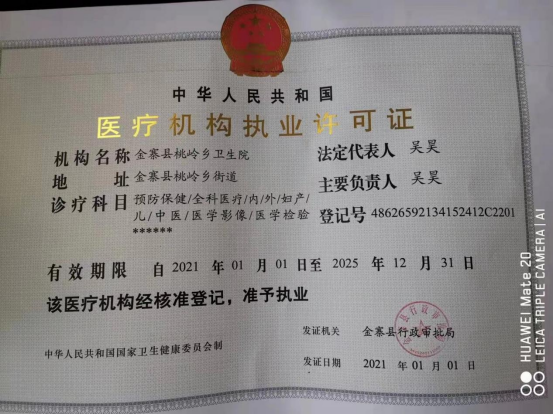 中华人民共和国
医疗机构执业许可证
机构名称 金寨县桃岭乡卫生院 法定代表人 吴昊
地址 金寨县桃岭乡街道 主要负责人 吴昊
诊疗科目 预防保健/全科医疗/内/外/妇产/
儿/中医/医学影像/医学检验 登记号 48626592134152412C2201
******
有效期限 自 2021 年 01 月 01 日至 2025 年 12 月 31 日
该医疗机构经核准登记，准予执业
发证机关 金寨县行政审批局
中华人民共和国国家卫生健康委员会制
发证日期 2021 年 01 月 01 日
HUAWEI Mate 20
LEICA TRIPLE CAMERA | AI